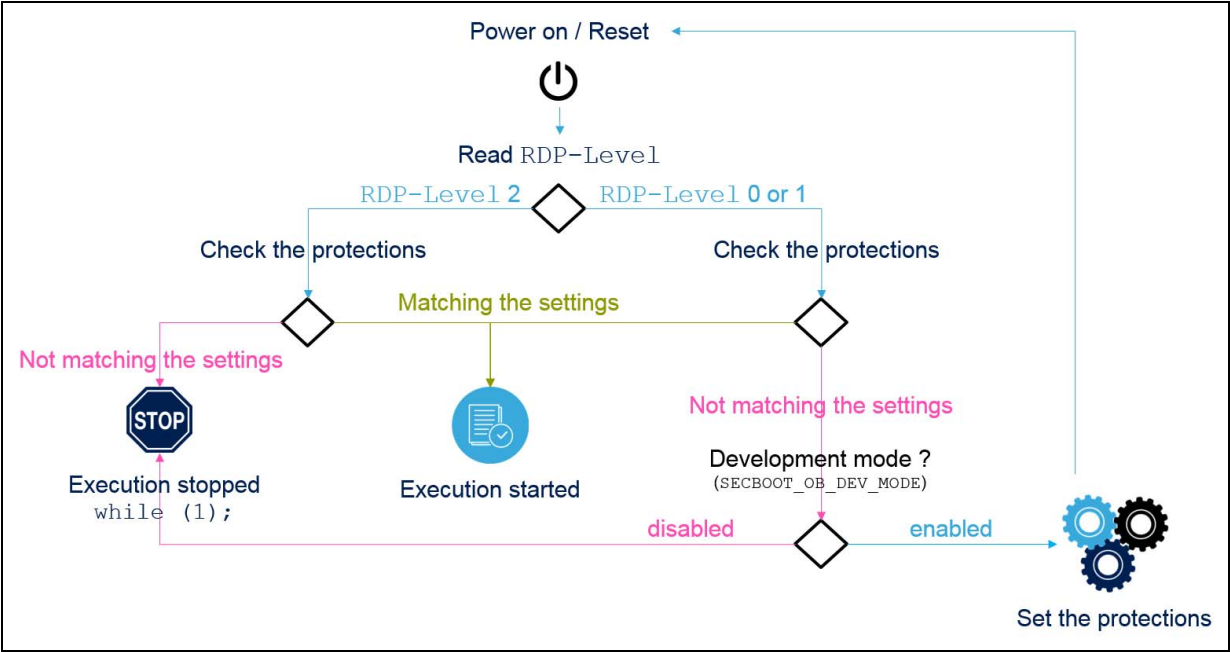 Power on / Reset
Read RDP-Level
RDP-Level 2
RDP-Level 0 or 1
Check the protections
Check the protections
Matching the settings
Not matching the settings
STOP
Not matching the settings
Execution stopped
while (1);
Execution started
Development mode ?
(SECBOOT_OB_DEV_MODE)
disabled
enabled
Set the protections